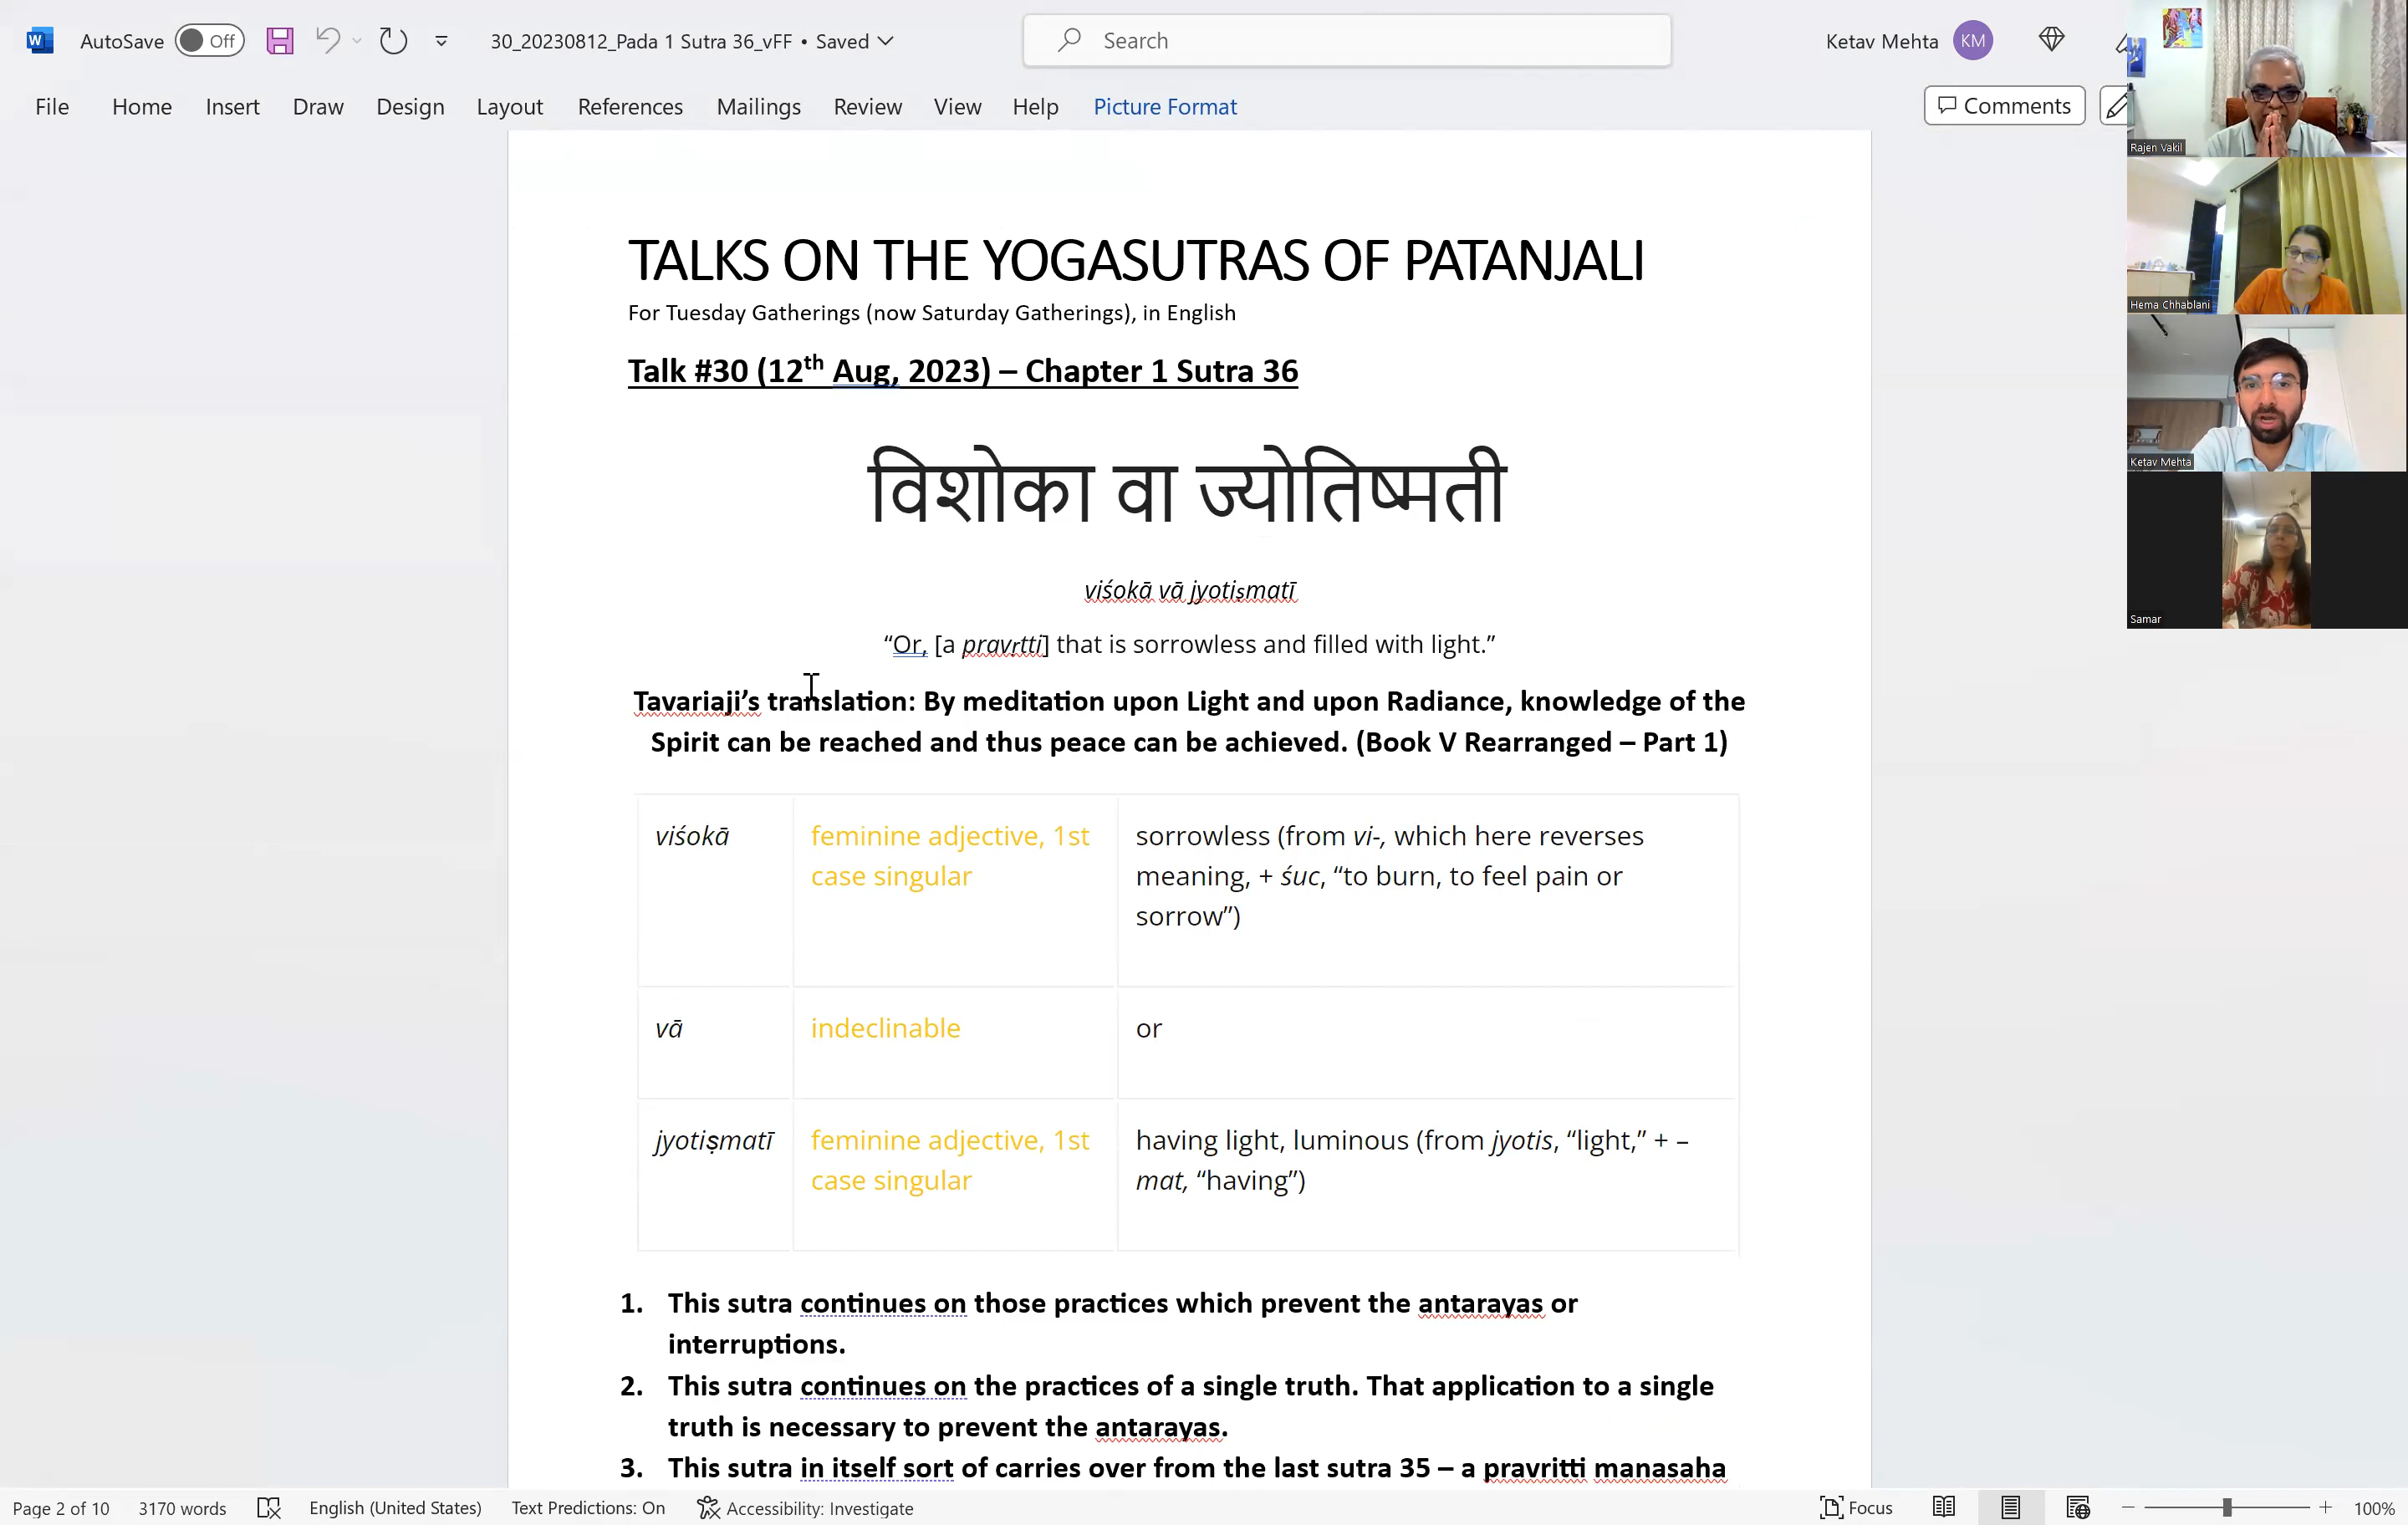 AutoSave Off 30_20230812_Pada 1 Sutra 36_vFF • Saved Search Ketav Mehta KM
File Home Insert Draw Design Layout References Mailings Review View Help Picture Format Comments
Rajen Vakil
Hema Chhablani
Ketav Mehta
Samar
TALKS ON THE YOGASUTRAS OF PATANJALI
For Tuesday Gatherings (now Saturday Gatherings), in English
Talk #30 (12th Aug, 2023) – Chapter 1 Sutra 36
विशोका वा ज्योतिष्मती
viśokā vā jyotiṣmatī
“Or, [a pravṛtti] that is sorrowless and filled with light.”
Tavariaji’s translation: By meditation upon Light and upon Radiance, knowledge of the
Spirit can be reached and thus peace can be achieved. (Book V Rearranged – Part 1)
viśokā feminine adjective, 1st sorrowless (from vi-, which here reverses
case singular meaning, + śuc, “to burn, to feel pain or
sorrow”)
vā indeclinable or
jyotiṣmatī feminine adjective, 1st having light, luminous (from jyotis, “light,” + –
case singular mat, “having”)
1. This sutra continues on those practices which prevent the antarayas or
interruptions.
2. This sutra continues on the practices of a single truth. That application to a single
truth is necessary to prevent the antarayas.
3. This sutra in itself sort of carries over from the last sutra 35 – a pravritti manasaha
Page 2 of 10 3170 words English (United States) Text Predictions: On Accessibility: Investigate Focus 100%